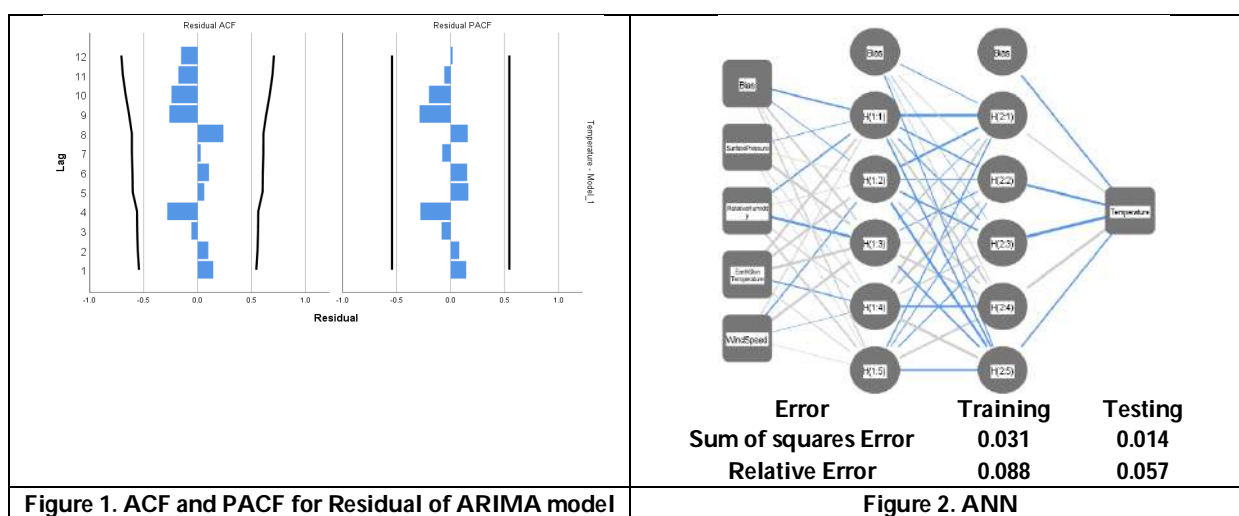 Residual ACF
Residual PACF
12
11
10
9
8
7
6
5
4
3
2
1
Lag
-1.0
-0.5
0.0
0.5
1.0
-1.0
-0.5
0.0
0.5
1.0
Residual
Temperature - Model_1
Figure 1. ACF and PACF for Residual of ARIMA model
Bias
SurfacePressure
RelativeHumidit
y
EarthSkin
Temperature
WindSpeed
Bias
H(1:1)
H(1:2)
H(1:3)
H(1:4)
H(1:5)
Bias
H(2:1)
H(2:2)
H(2:3)
H(2:4)
H(2:5)
Temperature
Error Training Testing
Sum of squares Error 0.031 0.014
Relative Error 0.088 0.057
Figure 2. ANN